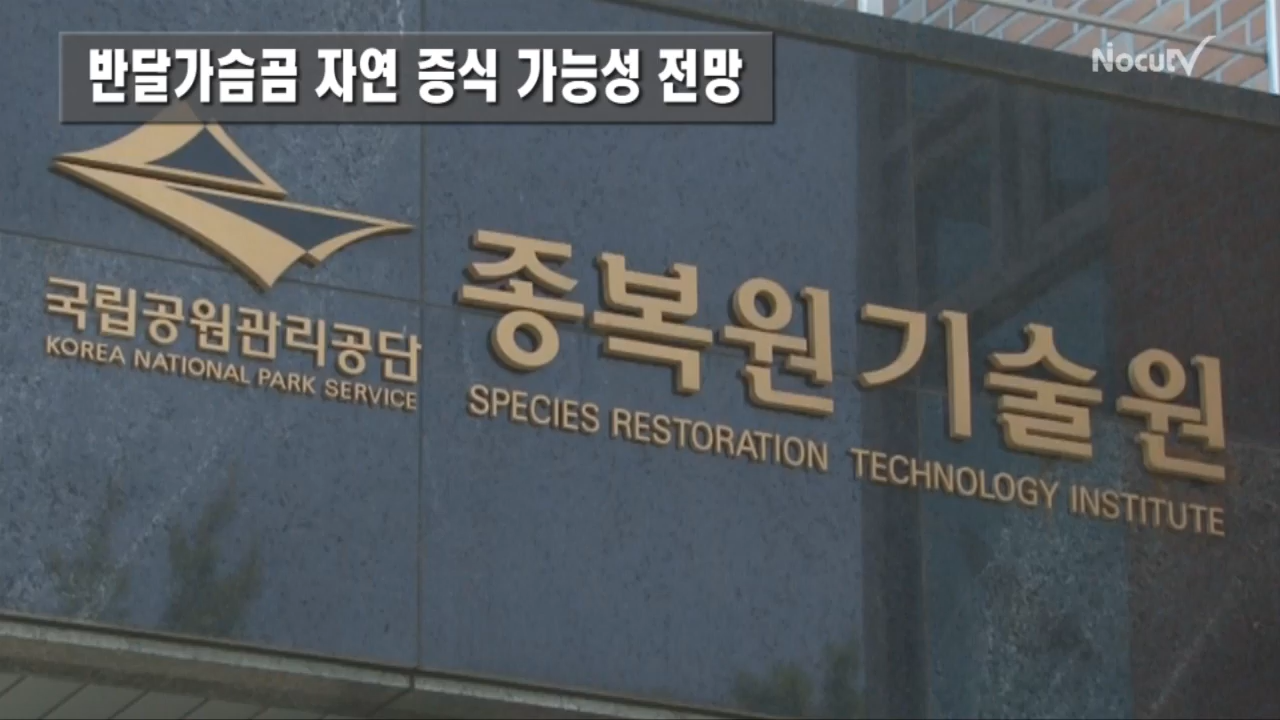 반달가슴곰 자연 증식 가능성 전망
NocutV
국립공원관리공단
KOREA NATIONAL PARK SERVICE
종복원기술원
SPECIES RESTORATION TECHNOLOGY INSTITUTE